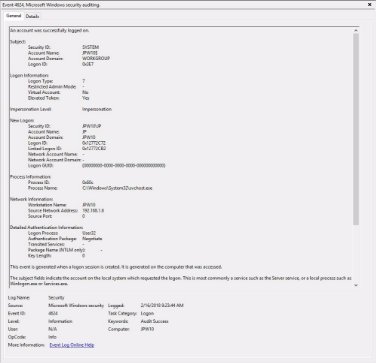 Event 4624, Microsoft Windows security auditing.
General Details
An account was successfully logged on.
Subject:
Security ID: SYSTEM
Account Name: JPW10$
Account Domain: WORKGROUP
Logon ID: 0x3E7
Logon Information:
Logon Type: 7
Restricted Admin Mode: -
Virtual Account: No
Elevated Token: Yes
Impersonation Level: Impersonation
New Logon:
Security ID: JPW10\JP
Account Name: JP
Account Domain: JPW10
Logon ID:
Linked Logon ID:
Network Account Name: -
Network Account Domain: -
Logon GUID: {00000000-0000-0000-0000-000000000000}
Process Information:
Process ID:
Process Name: C:\Windows\System32\svchost.exe
Network Information:
Workstation Name: JPW10
Source Network Address:
Source Port: 0
Detailed Authentication Information:
Logon Process: User32
Authentication Package: Negotiate
Transited Services: -
Package Name (NTLM only): -
Key Length: 0
This event is generated when a logon session is created. It is generated on the computer that was accessed.
The subject fields indicate the account on the local system which requested the logon. This is most commonly a service such as the Server service, or a local process such as
Winlogon.exe or Services.exe.
Log Name: Security
Source: Microsoft Windows security Logged: 2/16/2018 9:23:44 AM
Event ID: 4624 Task Category: Logon
Level: Information Keywords: Audit Success
User: N/A Computer: JPW10
OpCode: Info
More Information: Event Log Online Help